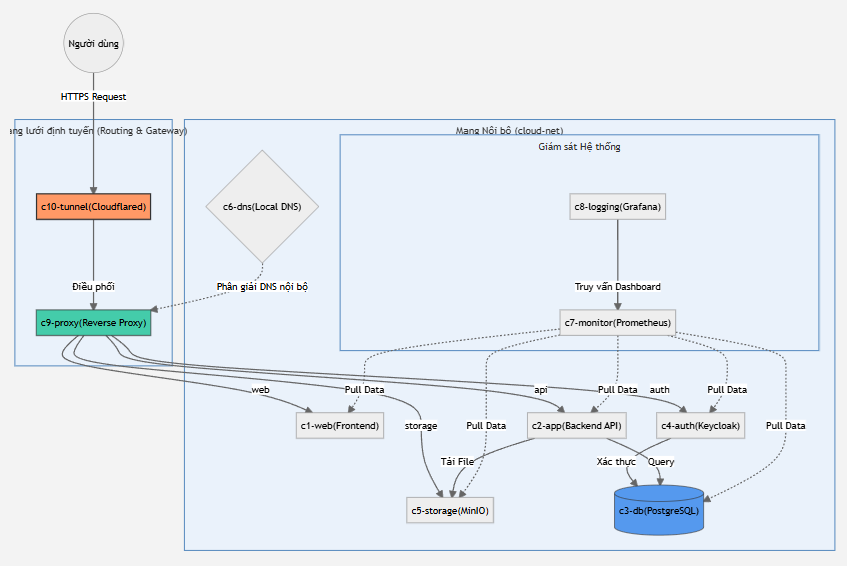 Người dùng
HTTPS Request
ang lưới định tuyến (Routing & Gateway)
Mạng Nội bộ (cloud-net)
Giám sát Hệ thống
c10-tunnel(Cloudflared)
c6-dns(Local DNS)
c8-logging(Grafana)
Điều phối
Phân giải DNS nội bộ
Truy vấn Dashboard
c9-proxy(Reverse Proxy)
c7-monitor(Prometheus)
web
Pull Data
api
Pull Data
auth
Pull Data
c1-web(Frontend)
storage
Pull Data
c2-app(Backend API)
c4-auth(Keycloak)
Pull Data
Tải File
Xác thực
Query
c5-storage(MinIO)
c3-db(PostgreSQL)